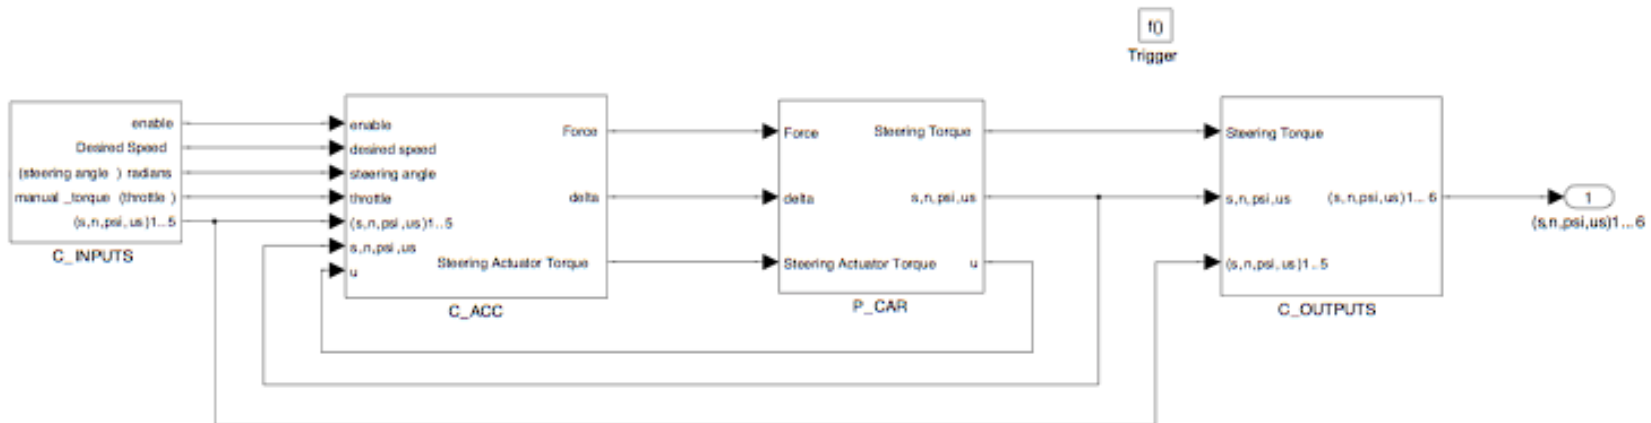 f()
Trigger
enable
Desired Speed
(steering angle ) radians
manual _torque (throttle )
(s,n,psi,us)1...5
C_INPUTS
enable
desired speed
steering angle
throttle
(s,n,psi,us)1...5
s,n,psi,us
u
Force
delta
Steering Actuator Torque
C_ACC
Force
delta
Steering Actuator Torque
Steering Torque
s,n,psi,us
u
P_CAR
Steering Torque
s,n,psi,us
(s,n,psi,us)1...5
(s,n,psi,us)1... 6
C_OUTPUTS
1
(s,n,psi,us)1...6